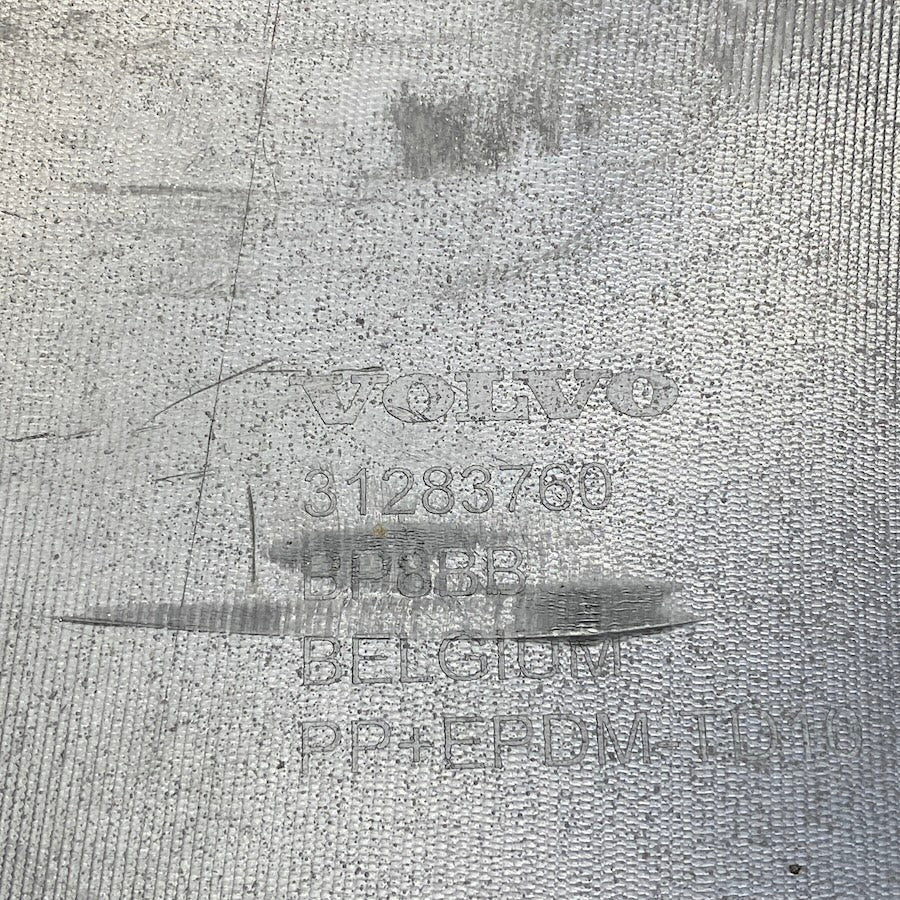 VOLVO
31283760
BP8BB
BELGIUM
PP+EPDM-TD10